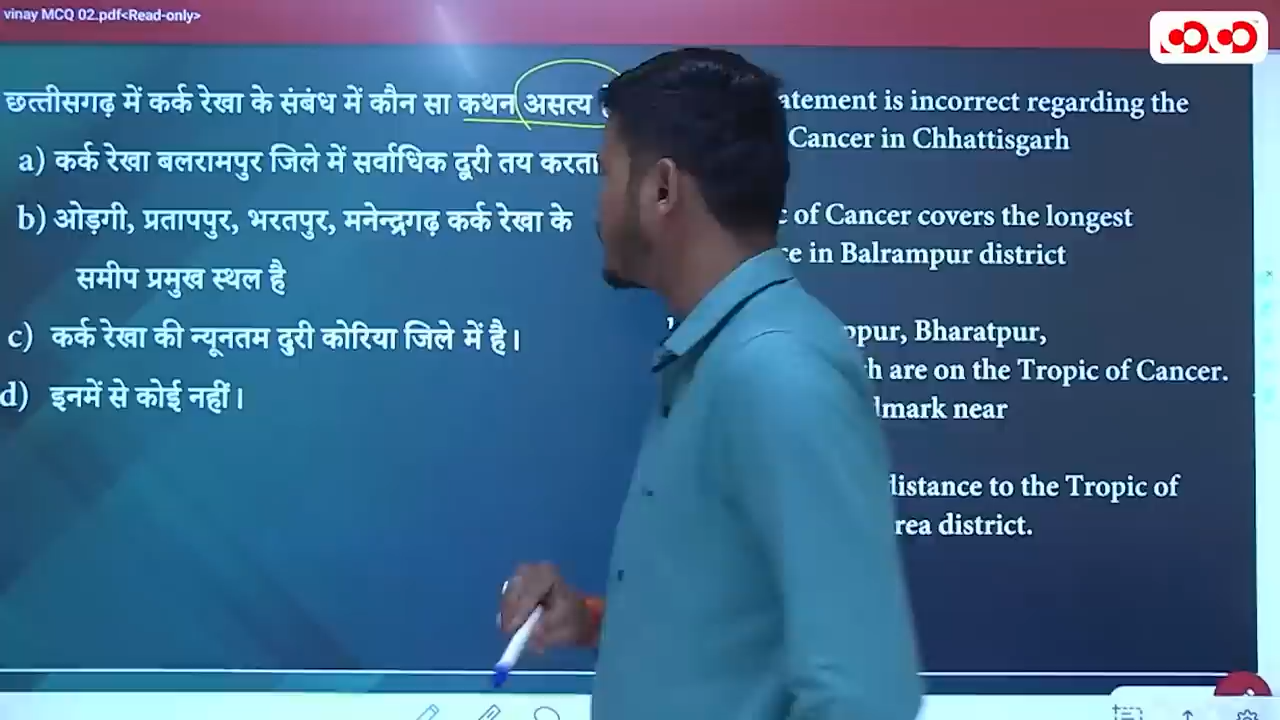 vinay MCQ 02.pdf<Read-only>
छत्तीसगढ़ में कर्क रेखा के संबंध में कौन सा कथन असत्य
a) कर्क रेखा बलरामपुर जिले में सर्वाधिक दूरी तय करता
b) ओड़गी, प्रतापपुर, भरतपुर, मनेन्द्रगढ़ कर्क रेखा के
समीप प्रमुख स्थल है
c) कर्क रेखा की न्यूनतम दुरी कोरिया जिले में है।
d) इनमें से कोई नहीं।
atement is incorrect regarding the
Cancer in Chhattisgarh
of Cancer covers the longest
in Balrampur district
ppur, Bharatpur,
are on the Tropic of Cancer.
dmark near
distance to the Tropic of
rea district.